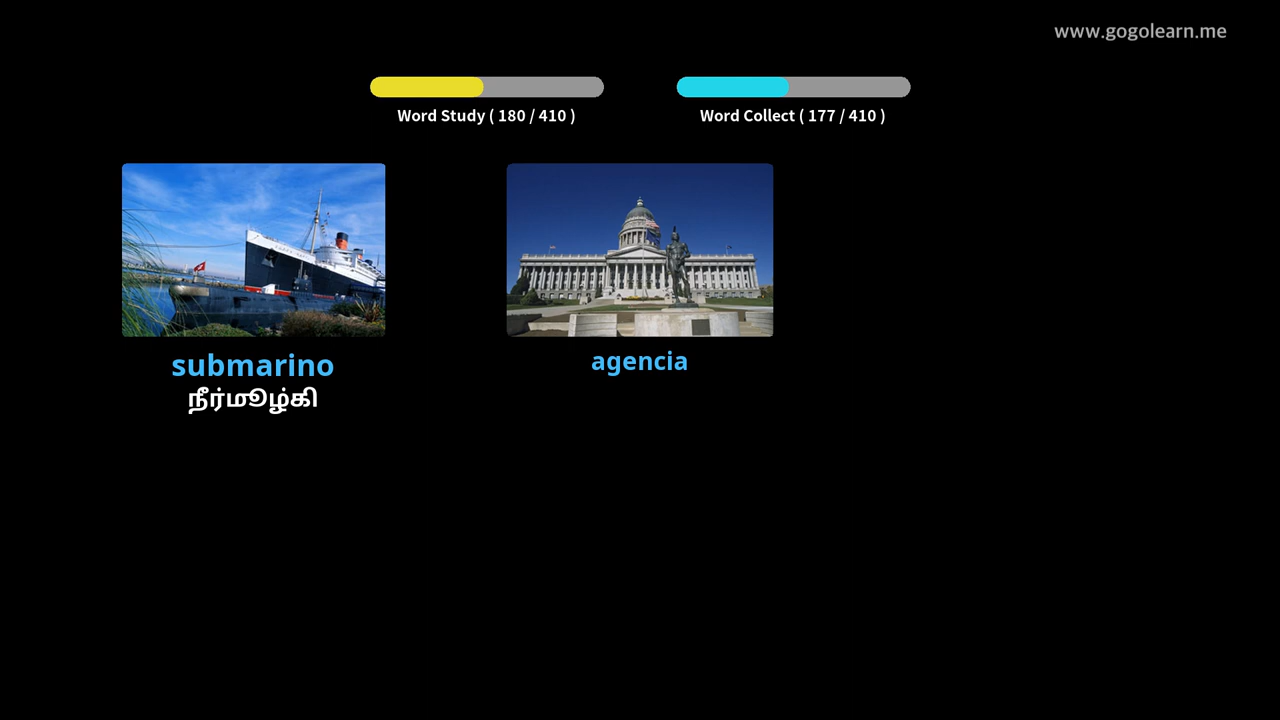 www.gogolearn.me
Word Study ( 180 / 410 )
Word Collect ( 177 / 410 )
submarino
நீர்மூழ்கி
agencia